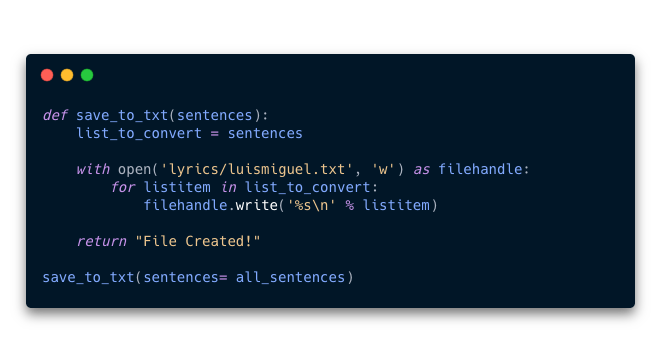 def save_to_txt(sentences):
    list_to_convert = sentences

    with open('lyrics/luismiguel.txt', 'w') as filehandle:
        for listitem in list_to_convert:
            filehandle.write('%s\n' % listitem)

    return "File Created!"

save_to_txt(sentences= all_sentences)